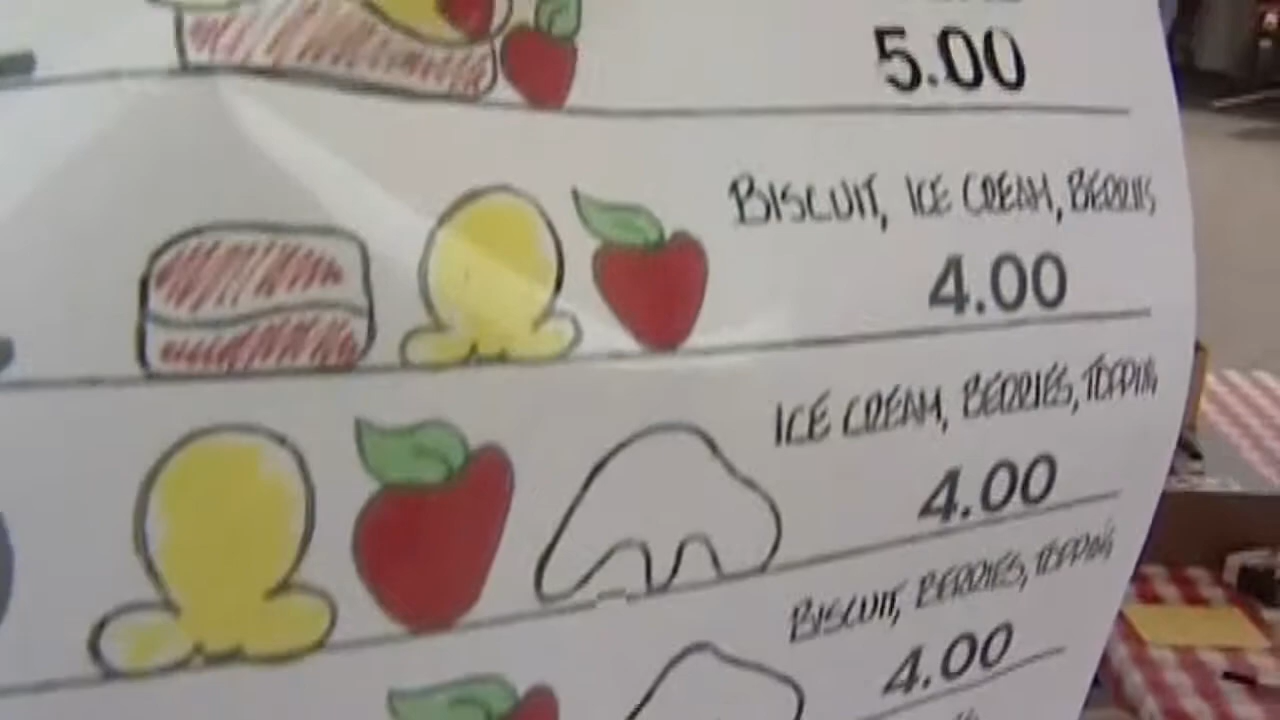 5.00
BISCUIT, ICE CREAM, BERRIES
4.00
ICE CREAM, BERRIES, TOPPING
4.00
BISCUIT, BERRIES, TOPPING
4.00